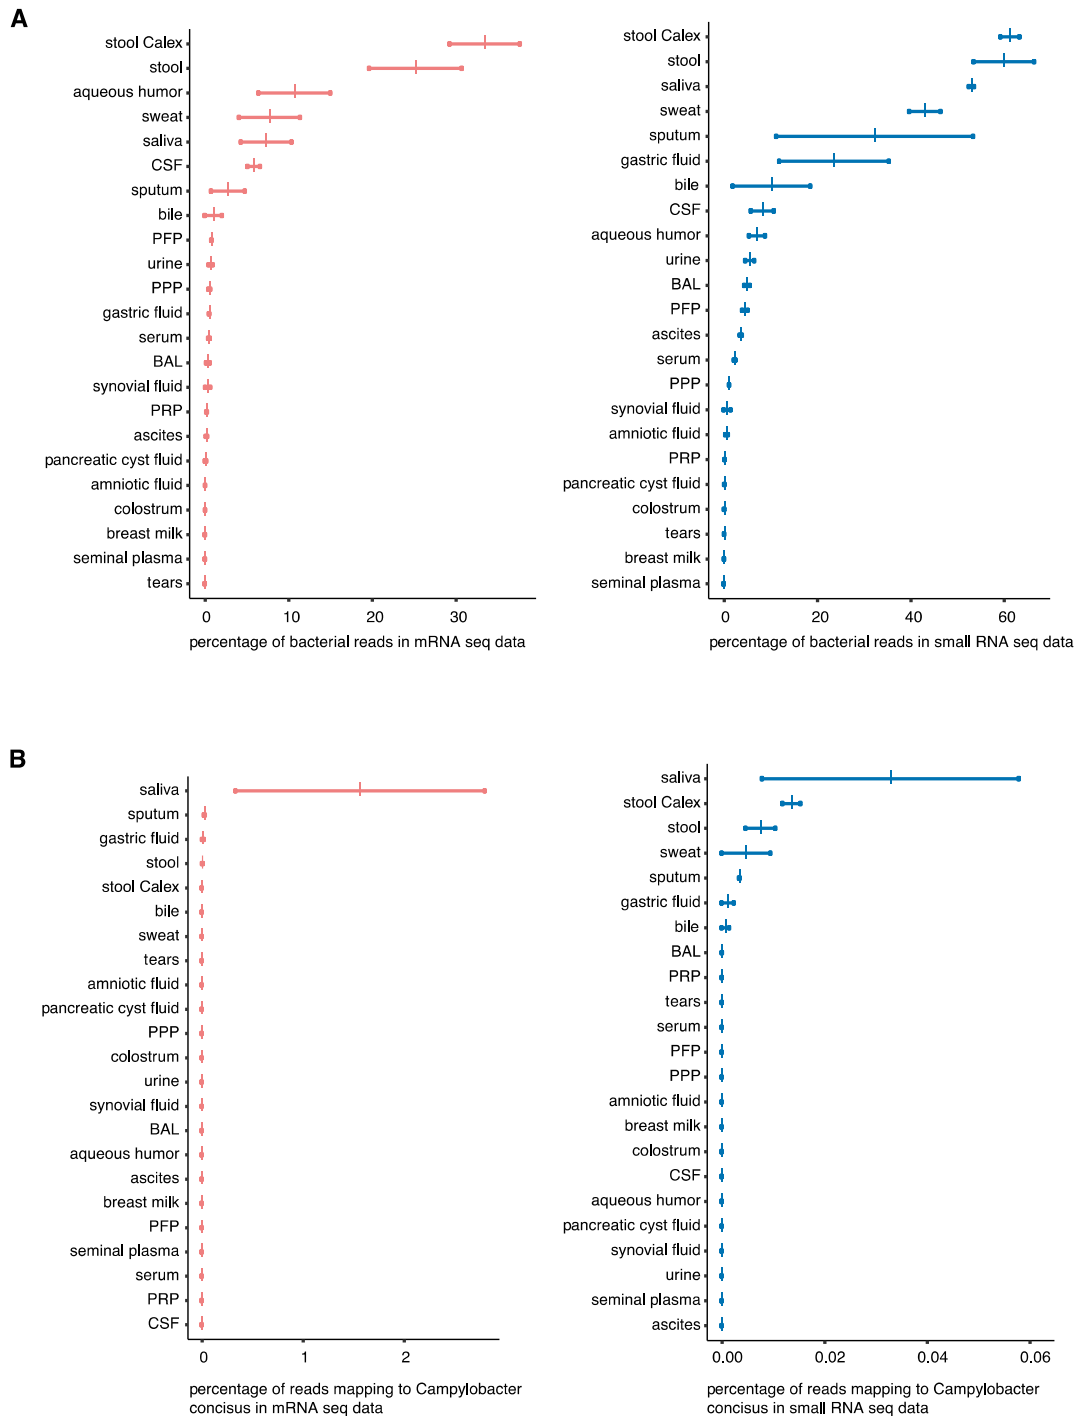 A
stool Calex
stool
aqueous humor
sweat
saliva
CSF
sputum
bile
PFP
urine
PPP
gastric fluid
serum
BAL
synovial fluid
PRP
ascites
pancreatic cyst fluid
amniotic fluid
colostrum
breast milk
seminal plasma
tears
0 10 20 30
percentage of bacterial reads in mRNA seq data
stool Calex
stool
saliva
sweat
sputum
gastric fluid
bile
CSF
aqueous humor
urine
BAL
PFP
ascites
serum
PPP
synovial fluid
amniotic fluid
PRP
pancreatic cyst fluid
colostrum
tears
breast milk
seminal plasma
0 20 40 60
percentage of bacterial reads in small RNA seq data
B
saliva
sputum
gastric fluid
stool
stool Calex
bile
sweat
tears
amniotic fluid
pancreatic cyst fluid
PPP
colostrum
urine
synovial fluid
BAL
aqueous humor
ascites
breast milk
PFP
seminal plasma
serum
PRP
CSF
0 1 2
percentage of reads mapping to Campylobacter
concisus in mRNA seq data
saliva
stool Calex
stool
sweat
sputum
gastric fluid
bile
BAL
PRP
tears
serum
PFP
PPP
amniotic fluid
breast milk
colostrum
CSF
aqueous humor
pancreatic cyst fluid
synovial fluid
urine
seminal plasma
ascites
0.00 0.02 0.04 0.06
percentage of reads mapping to Campylobacter
concisus in small RNA seq data